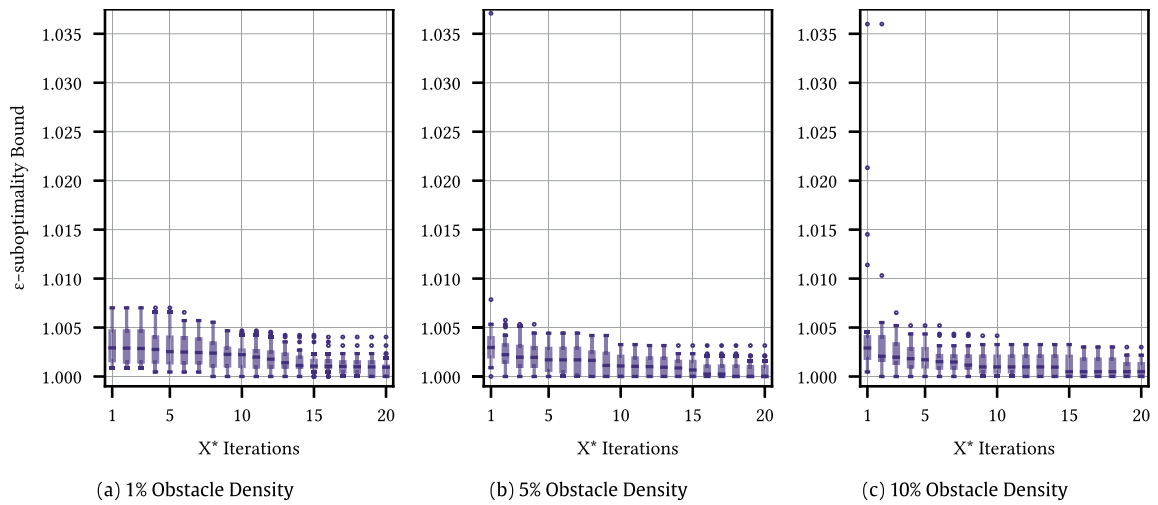 ε-suboptimality Bound
1.035
1.030
1.025
1.020
1.015
1.010
1.005
1.000
1 5 10 15 20
X* Iterations
(a) 1% Obstacle Density
1.035
1.030
1.025
1.020
1.015
1.010
1.005
1.000
1 5 10 15 20
X* Iterations
(b) 5% Obstacle Density
1.035
1.030
1.025
1.020
1.015
1.010
1.005
1.000
1 5 10 15 20
X* Iterations
(c) 10% Obstacle Density